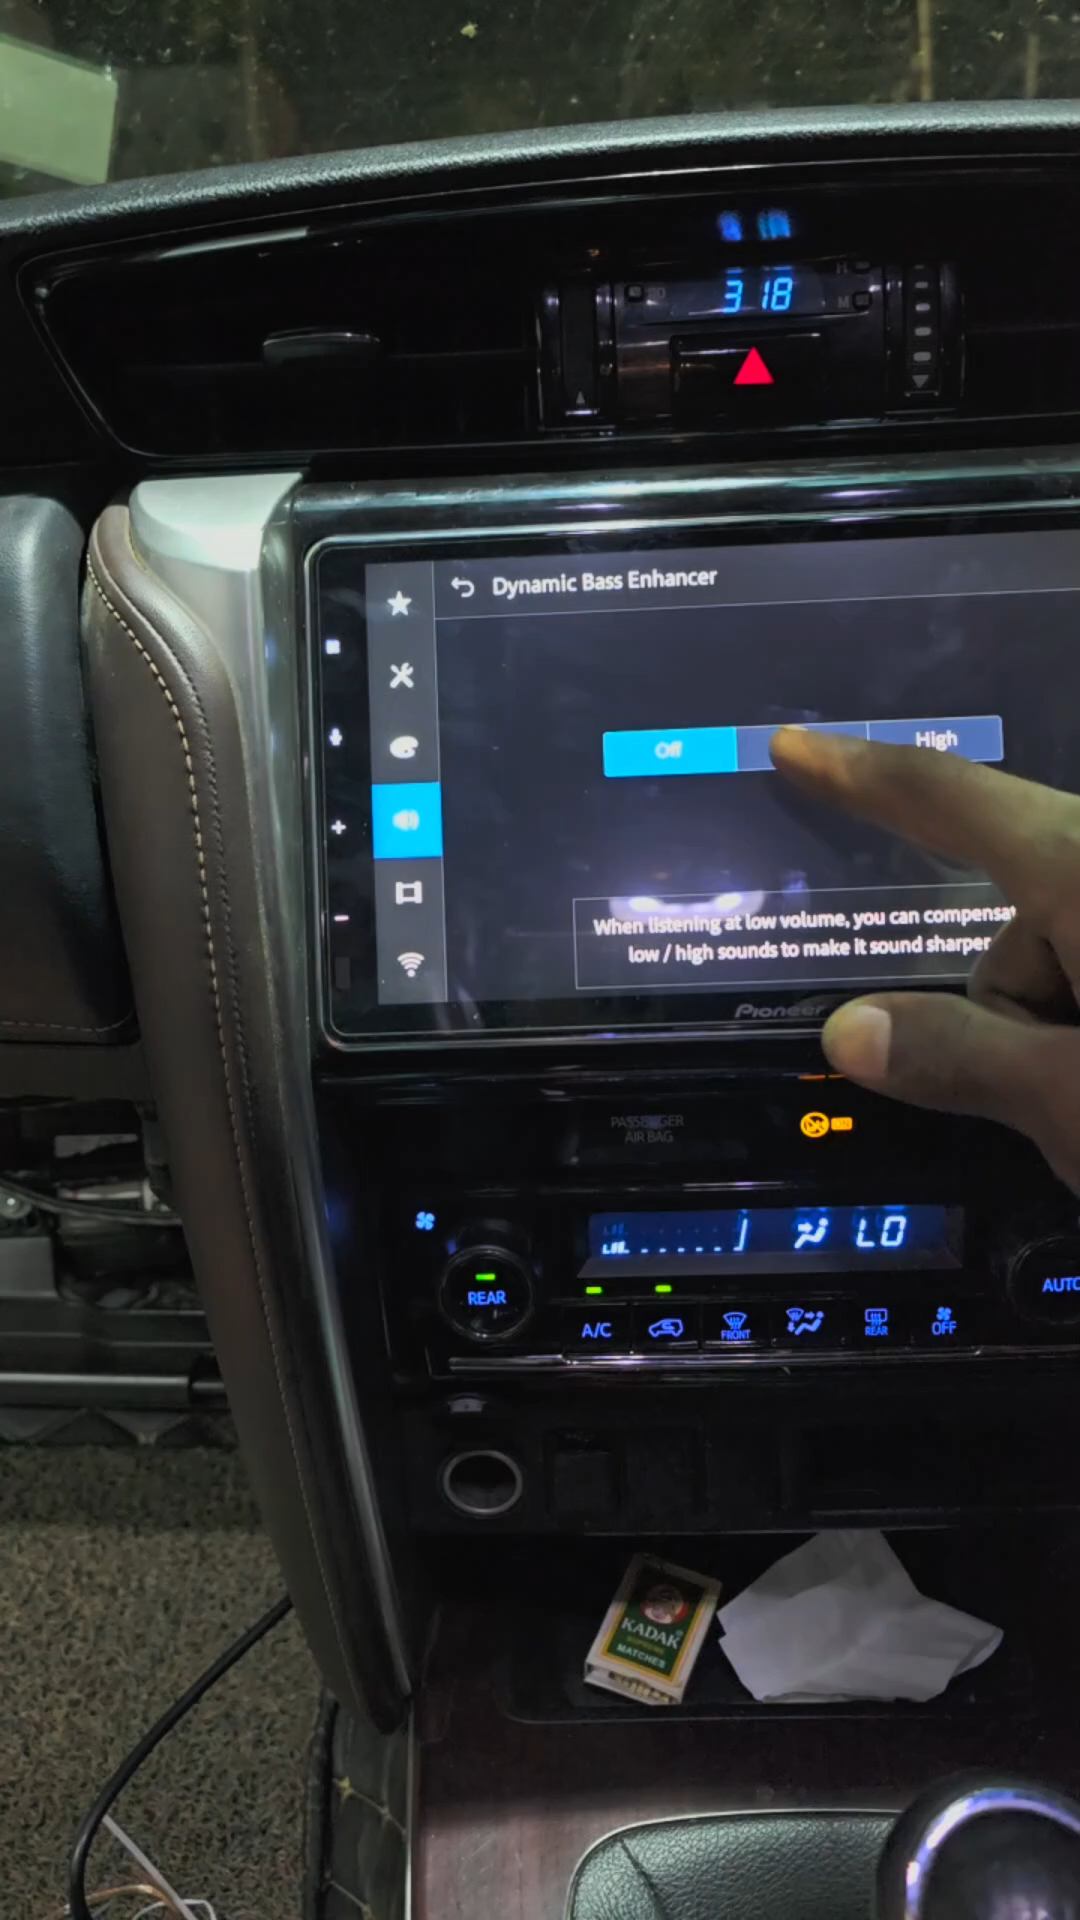 318
H
M
Dynamic Bass Enhancer
Off
High
When listening at low volume, you can compensat
low / high sounds to make it sound sharper
Pioneer
PASSENGER
AIR BAG
LO
REAR
AUTO
A/C
FRONT
REAR
OFF
KADAK
SUPREME
MATCHES